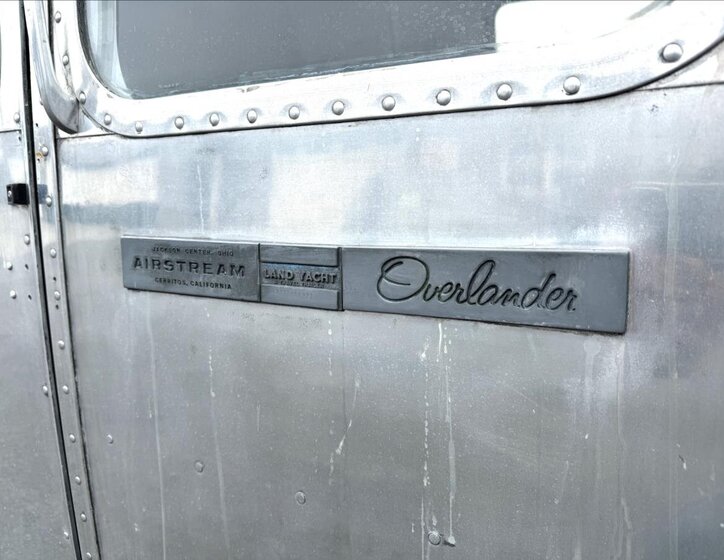 JACKSON CENTER, OHIO
AIRSTREAM
CERRITOS, CALIFORNIA
LAND YACHT
Overlander